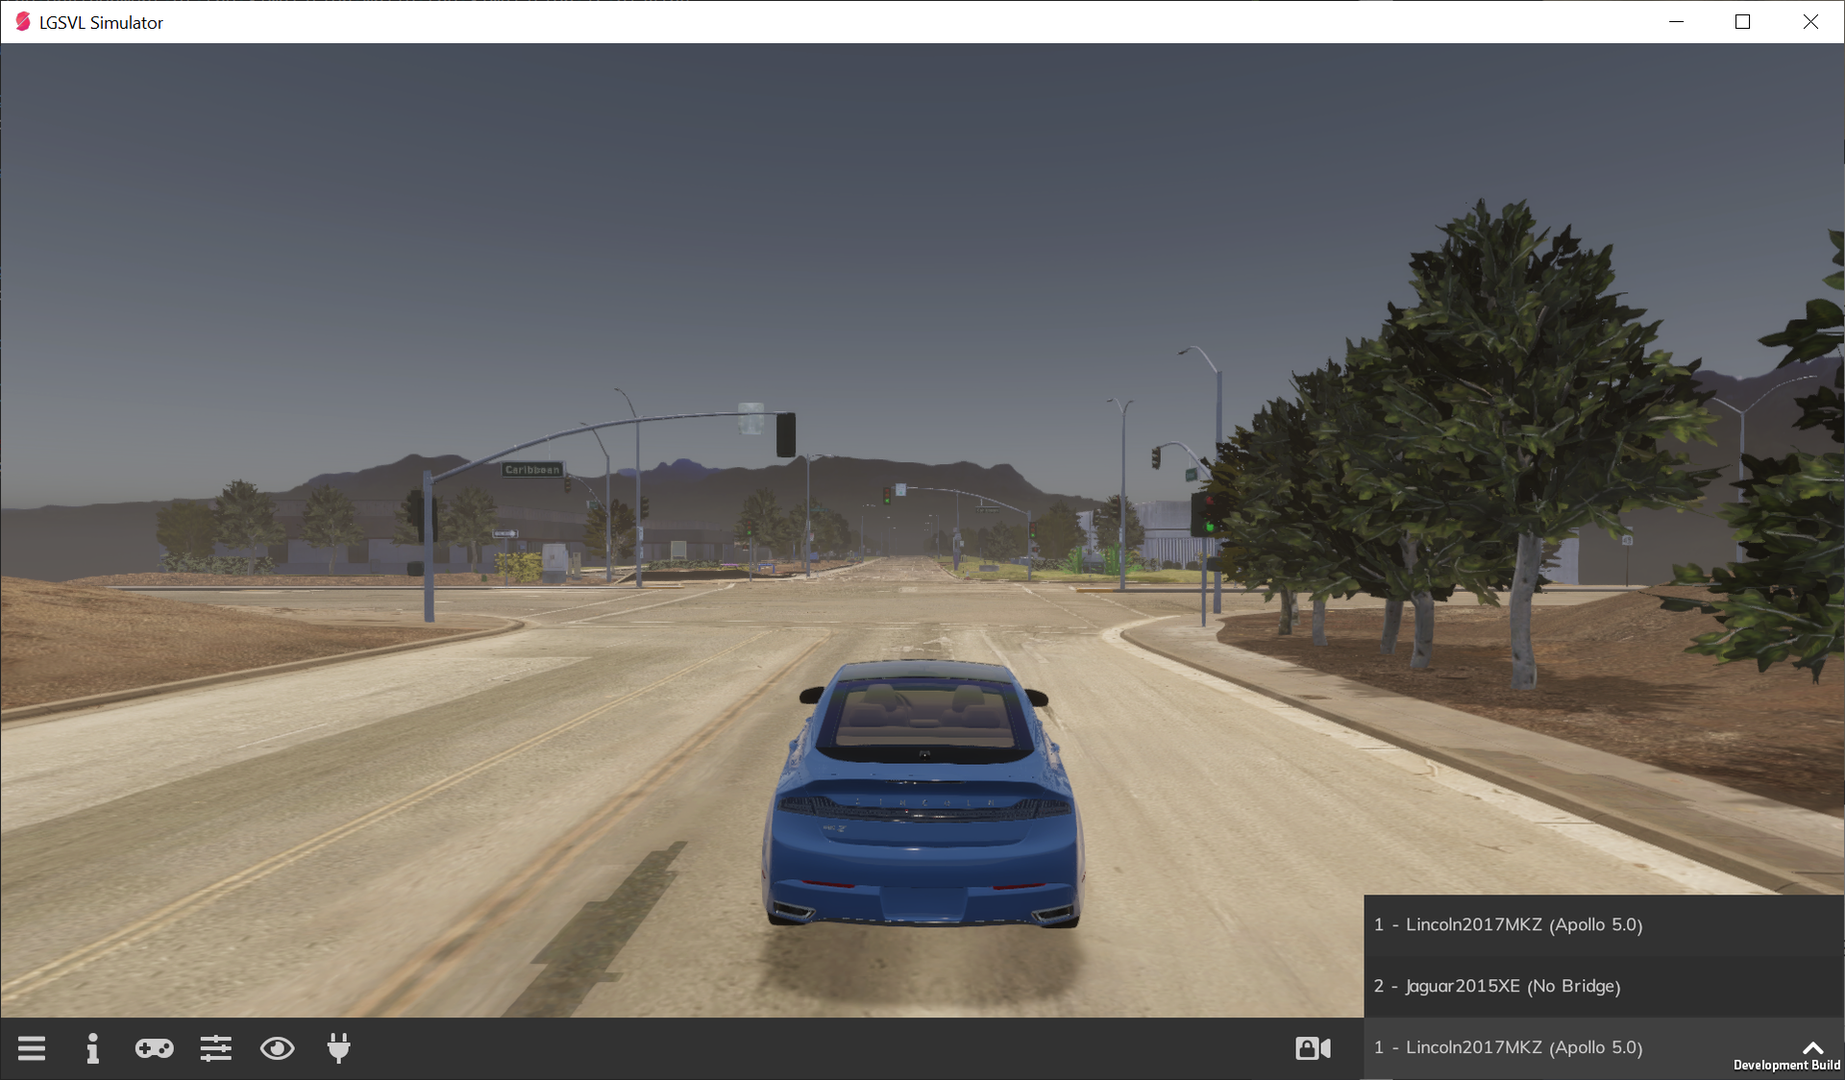 LGSVL Simulator
Caribbean
LINCOLN
1 - Lincoln2017MKZ (Apollo 5.0)
2 - Jaguar2015XE (No Bridge)
1 - Lincoln2017MKZ (Apollo 5.0)
Development Build